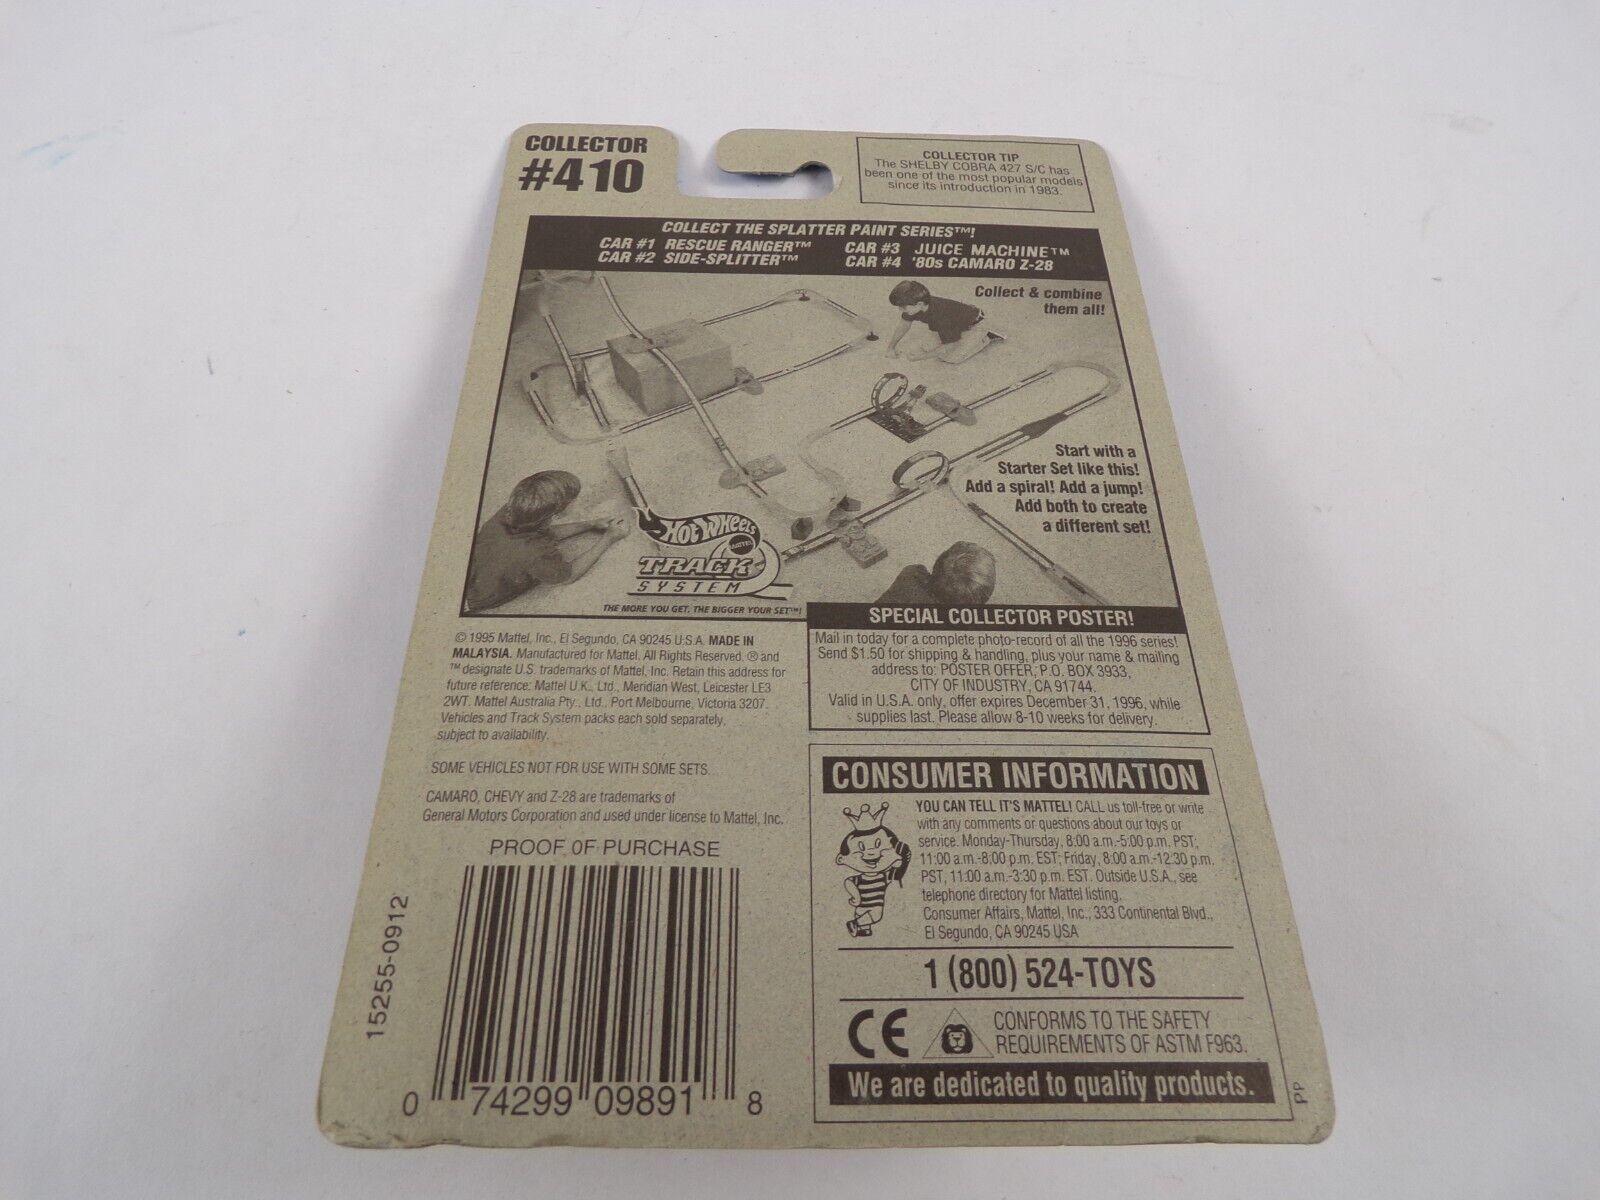 COLLECTOR
#410
COLLECTOR TIP
The SHELBY COBRA 427 S/C has
been one of the most popular models
since its introduction in 1983.
COLLECT THE SPLATTER PAINT SERIES™!
CAR #1 RESCUE RANGER™ CAR #3 JUICE MACHINE™
CAR #2 SIDE-SPLITTER™ CAR #4 '80s CAMARO Z-28
Collect & combine
them all!
Start with a
Starter Set like this!
Add a spiral! Add a jump!
Add both to create
a different set!
HOT WHEELS
MATTEL
TRACK
SYSTEM
THE MORE YOU GET, THE BIGGER YOUR SET™!
© 1995 Mattel, Inc., El Segundo, CA 90245 U.S.A. MADE IN
MALAYSIA. Manufactured for Mattel. All Rights Reserved. ® and
™ designate U.S. trademarks of Mattel, Inc. Retain this address for
future reference: Mattel U.K., Ltd., Meridian West, Leicester LE3
2WT. Mattel Australia Pty., Ltd., Port Melbourne, Victoria 3207.
Vehicles and Track System packs each sold separately,
subject to availability.
SOME VEHICLES NOT FOR USE WITH SOME SETS.
CAMARO, CHEVY and Z-28 are trademarks of
General Motors Corporation and used under license to Mattel, Inc.
SPECIAL COLLECTOR POSTER!
Mail in today for a complete photo-record of all the 1996 series!
Send $1.50 for shipping & handling, plus your name & mailing
address to: POSTER OFFER, P.O. BOX 3933,
CITY OF INDUSTRY, CA 91744.
Valid in U.S.A. only, offer expires December 31, 1996, while
supplies last. Please allow 8-10 weeks for delivery.
CONSUMER INFORMATION
YOU CAN TELL IT'S MATTEL! CALL us toll-free or write
with any comments or questions about our toys or
service. Monday-Thursday, 8:00 a.m.-5:00 p.m. PST;
11:00 a.m.-8:00 p.m. EST; Friday, 8:00 a.m.-12:30 p.m.
PST, 11:00 a.m.-3:30 p.m. EST. Outside U.S.A., see
telephone directory for Mattel listing.
Consumer Affairs, Mattel, Inc., 333 Continental Blvd.,
El Segundo, CA 90245 USA
1 (800) 524-TOYS
CE
CONFORMS TO THE SAFETY
REQUIREMENTS OF ASTM F963.
We are dedicated to quality products.
PP
PROOF OF PURCHASE
15255-0912
0 74299 09891 8